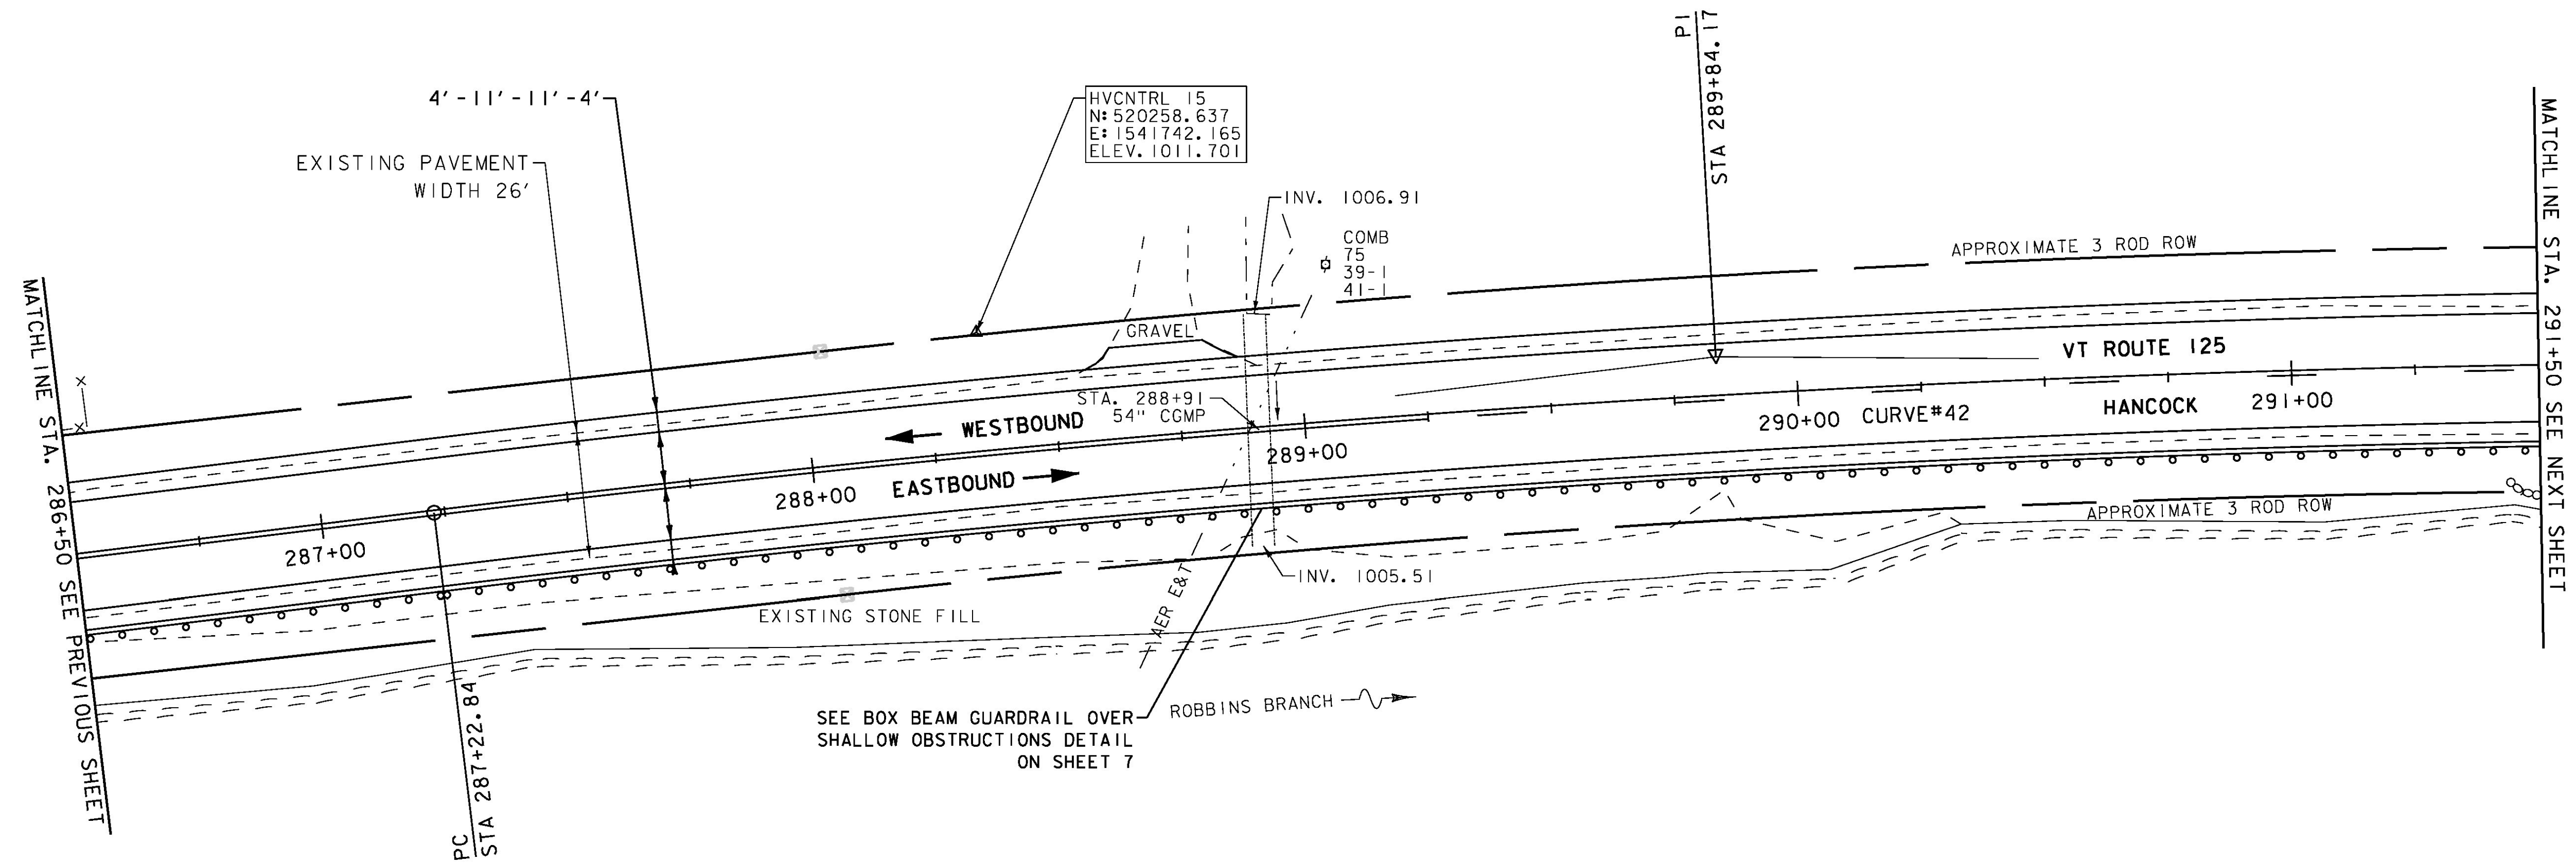 PI
STA 289+84.17
4'-11'-11'-4'
HVCNTRL 15
N:520258.637
E:1541742.165
ELEV.1011.701
EXISTING PAVEMENT
WIDTH 26'
INV. 1006.91
COMB
75
39-1
41-1
APPROXIMATE 3 ROD ROW
MATCHLINE STA. 291+50 SEE NEXT SHEET
MATCHLINE STA. 286+50 SEE PREVIOUS SHEET
GRAVEL
VT ROUTE 125
STA. 288+91
54" CGMP
WESTBOUND
HANCOCK
291+00
290+00
CURVE#42
289+00
EASTBOUND
288+00
287+00
APPROXIMATE 3 ROD ROW
INV. 1005.51
AER E&T
EXISTING STONE FILL
PC
STA 287+22.84
ROBBINS BRANCH
SEE BOX BEAM GUARDRAIL OVER
SHALLOW OBSTRUCTIONS DETAIL
ON SHEET 7